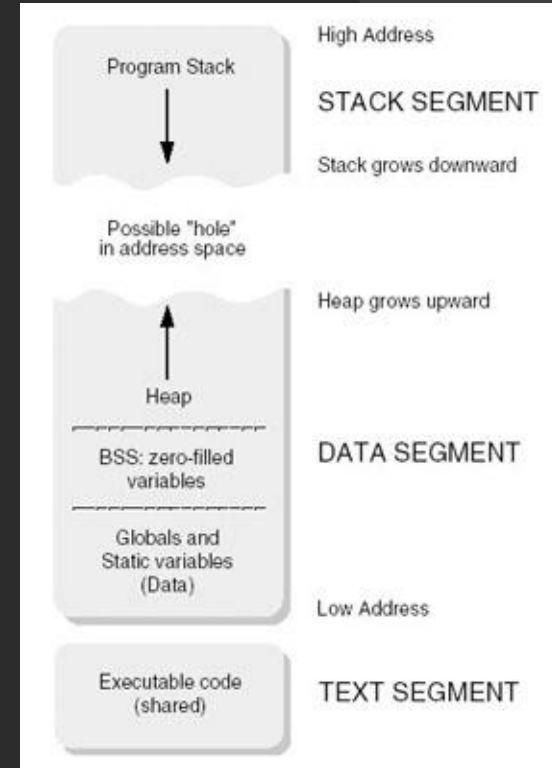 High Address
Program Stack
STACK SEGMENT
Stack grows downward
Possible "hole"
in address space
Heap grows upward
Heap
BSS: zero-filled
variables
DATA SEGMENT
Globals and
Static variables
(Data)
Low Address
Executable code
(shared)
TEXT SEGMENT